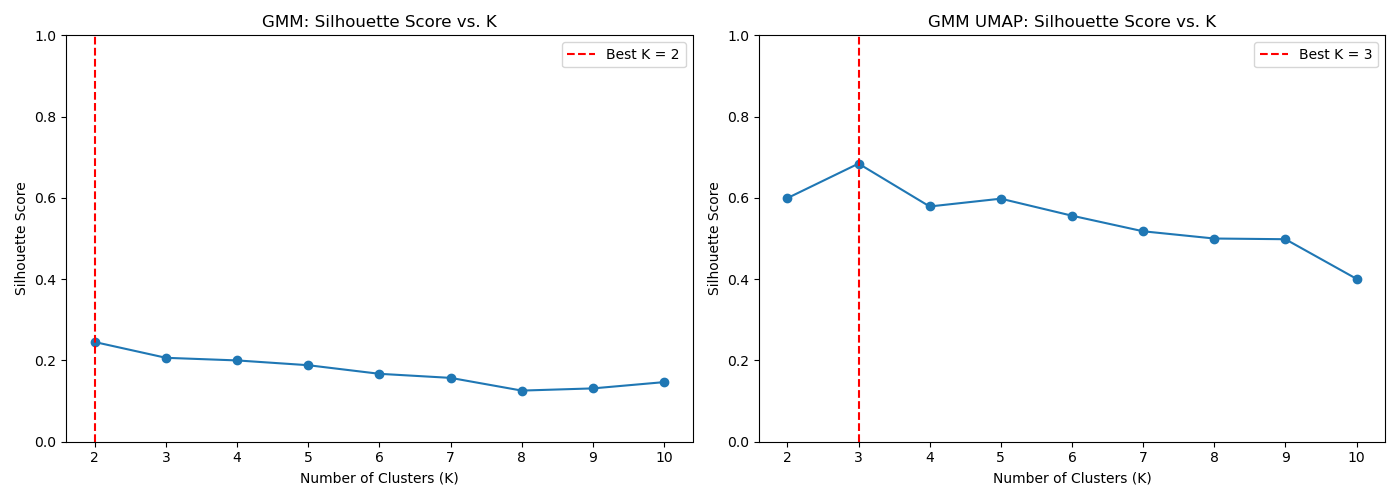 GMM: Silhouette Score vs. K
1.0
0.8
0.6
0.4
0.2
0.0
Silhouette Score
Best K = 2
2 3 4 5 6 7 8 9 10
Number of Clusters (K)
GMM UMAP: Silhouette Score vs. K
1.0
0.8
0.6
0.4
0.2
0.0
Silhouette Score
Best K = 3
2 3 4 5 6 7 8 9 10
Number of Clusters (K)